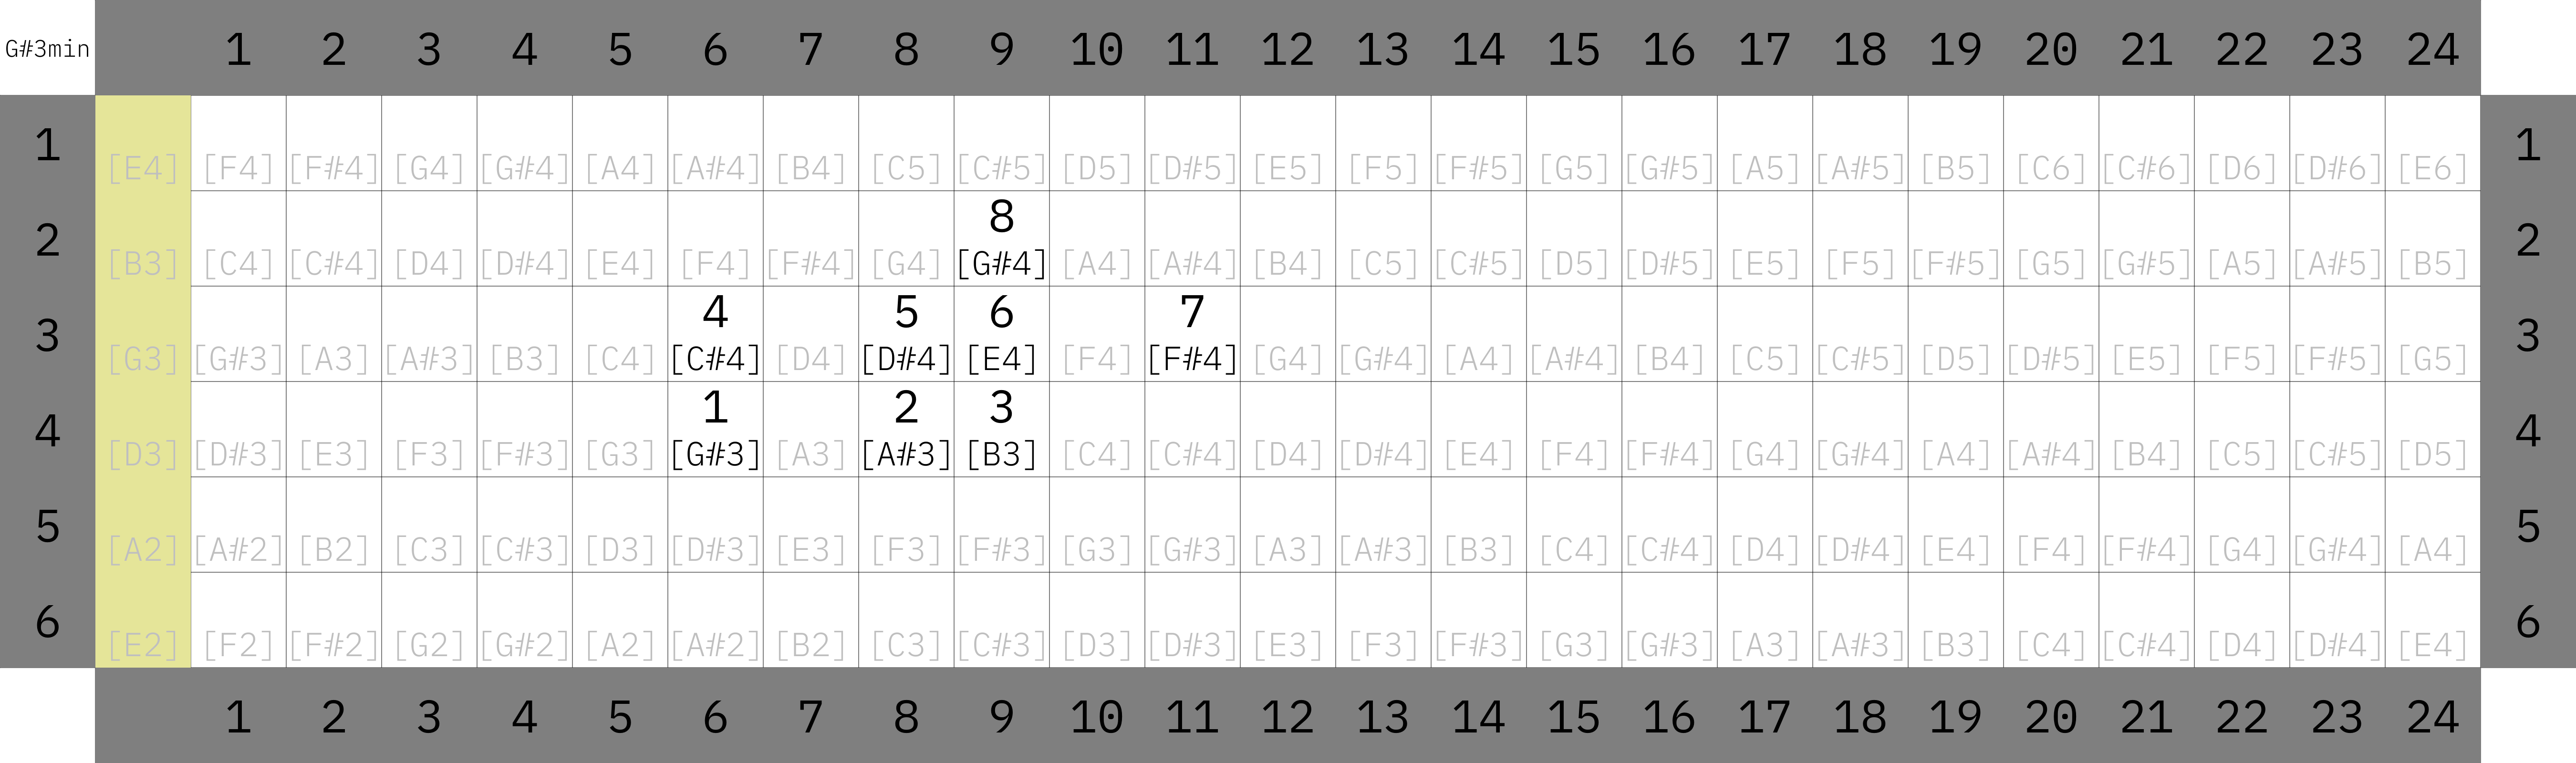 G#3min 1 2 3 4 5 6 7 8 9 10 11 12 13 14 15 16 17 18 19 20 21 22 23 24
1 [E4] [F4] [F#4] [G4] [G#4] [A4] [A#4] [B4] [C5] [C#5] [D5] [D#5] [E5] [F5] [F#5] [G5] [G#5] [A5] [A#5] [B5] [C6] [C#6] [D6] [D#6] [E6] 1
8
2 [B3] [C4] [C#4] [D4] [D#4] [E4] [F4] [F#4] [G4] [G#4] [A4] [A#4] [B4] [C5] [C#5] [D5] [D#5] [E5] [F5] [F#5] [G5] [G#5] [A5] [A#5] [B5] 2
4 5 6 7
3 [G3] [G#3] [A3] [A#3] [B3] [C4] [C#4] [D4] [D#4] [E4] [F4] [F#4] [G4] [G#4] [A4] [A#4] [B4] [C5] [C#5] [D5] [D#5] [E5] [F5] [F#5] [G5] 3
1 2 3
4 [D3] [D#3] [E3] [F3] [F#3] [G3] [G#3] [A3] [A#3] [B3] [C4] [C#4] [D4] [D#4] [E4] [F4] [F#4] [G4] [G#4] [A4] [A#4] [B4] [C5] [C#5] [D5] 4
5 [A2] [A#2] [B2] [C3] [C#3] [D3] [D#3] [E3] [F3] [F#3] [G3] [G#3] [A3] [A#3] [B3] [C4] [C#4] [D4] [D#4] [E4] [F4] [F#4] [G4] [G#4] [A4] 5
6 [E2] [F2] [F#2] [G2] [G#2] [A2] [A#2] [B2] [C3] [C#3] [D3] [D#3] [E3] [F3] [F#3] [G3] [G#3] [A3] [A#3] [B3] [C4] [C#4] [D4] [D#4] [E4] 6
1 2 3 4 5 6 7 8 9 10 11 12 13 14 15 16 17 18 19 20 21 22 23 24